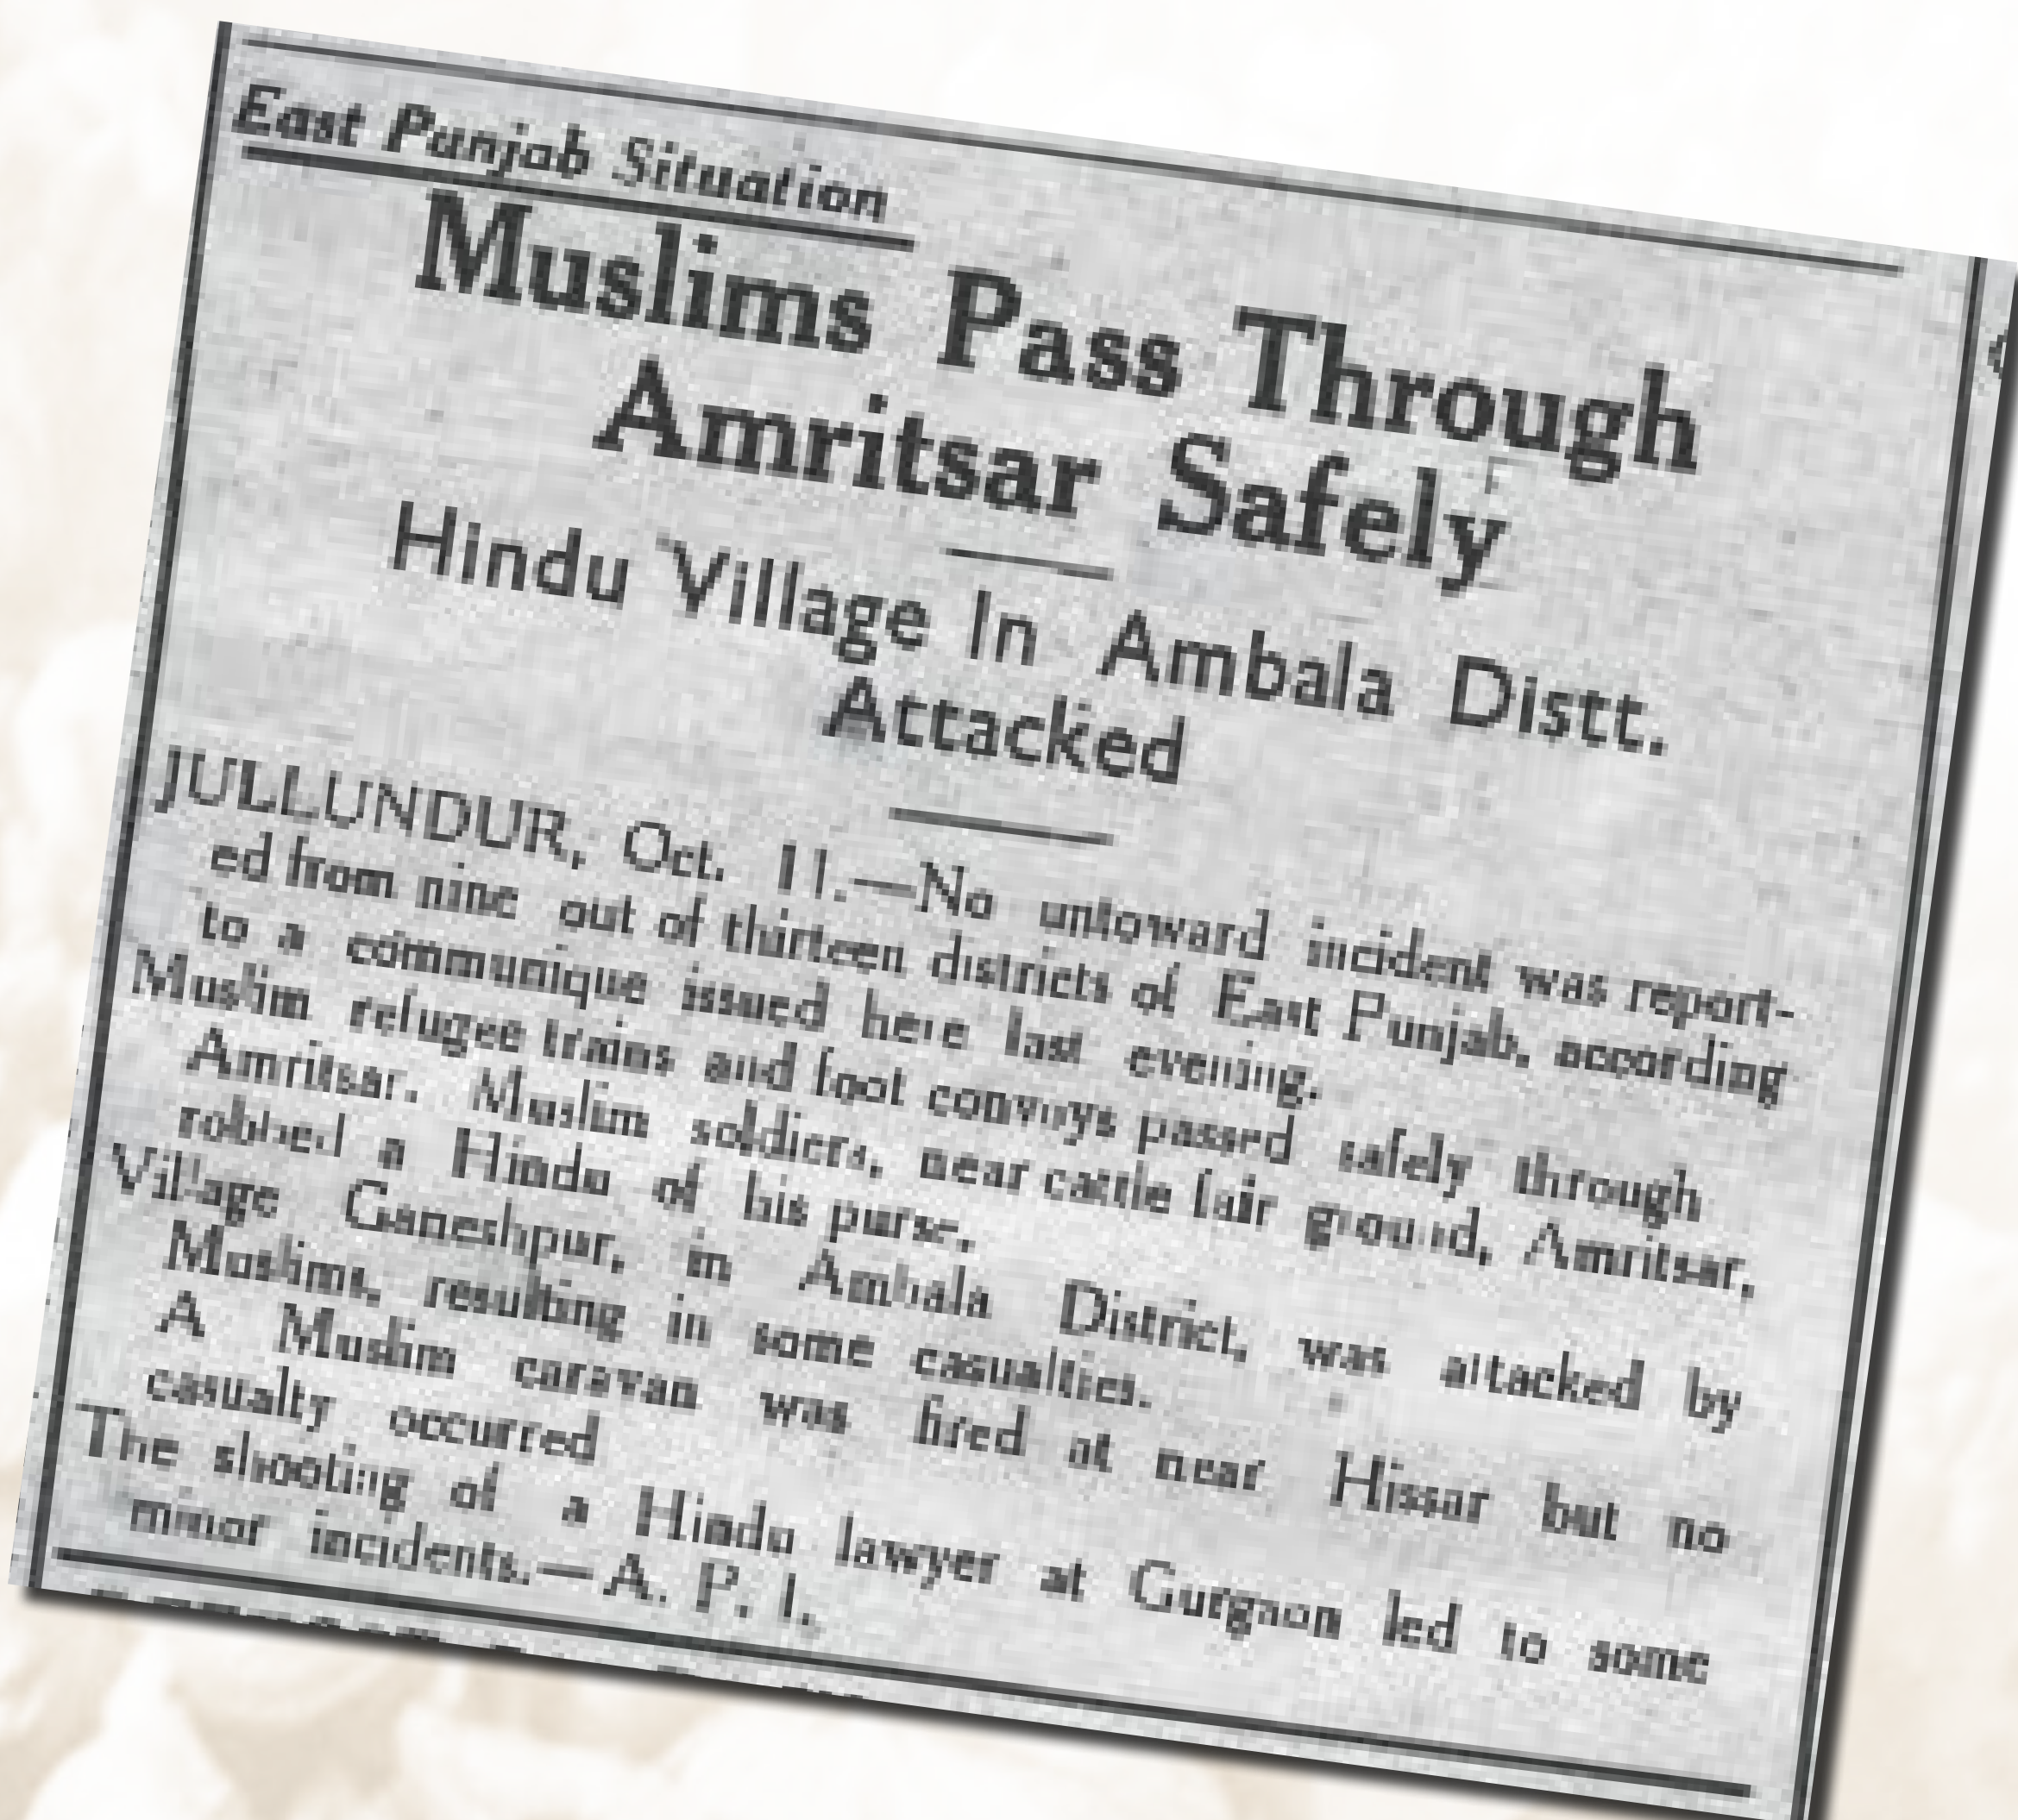 East Punjab Situation
Muslims Pass Through
Amritsar Safely
Hindu Village In Ambala Distt.
Attacked
JULLUNDUR, Oct. 11.—No untoward incident was report-
ed from nine out of thirteen districts of East Punjab, according
to a communique issued here last evening.
Muslim refugee trains and foot convoys passed safely through
Amritsar. Muslim soldiers, near cattle fair ground, Amritsar,
robbed a Hindu of his purse.
Village Ganeshpur, in Ambala District, was attacked by
Muslims, resulting in some casualties.
A Muslim caravan was fired at near Hissar but no
casualty occurred
The shooting of a Hindu lawyer at Gurgaon led to some
minor incidents.—A. P. I.